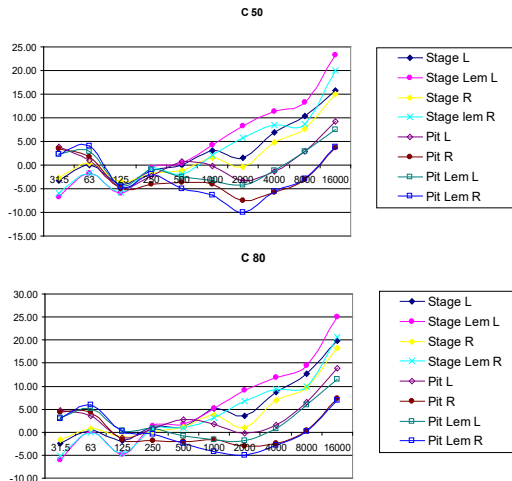 C 50
25.00
20.00
15.00
10.00
5.00
0.00
-5.00
-10.00
-15.00
31.5 63 125 250 500 1000 2000 4000 8000 16000
Stage L
Stage Lem L
Stage R
Stage lem R
Pit L
Pit R
Pit Lem L
Pit Lem R
C 80
30.00
25.00
20.00
15.00
10.00
5.00
0.00
-5.00
-10.00
31.5 63 125 250 500 1000 2000 4000 8000 16000
Stage L
Stage Lem L
Stage R
Stage Lem R
Pit L
Pit R
Pit Lem L
Pit Lem R